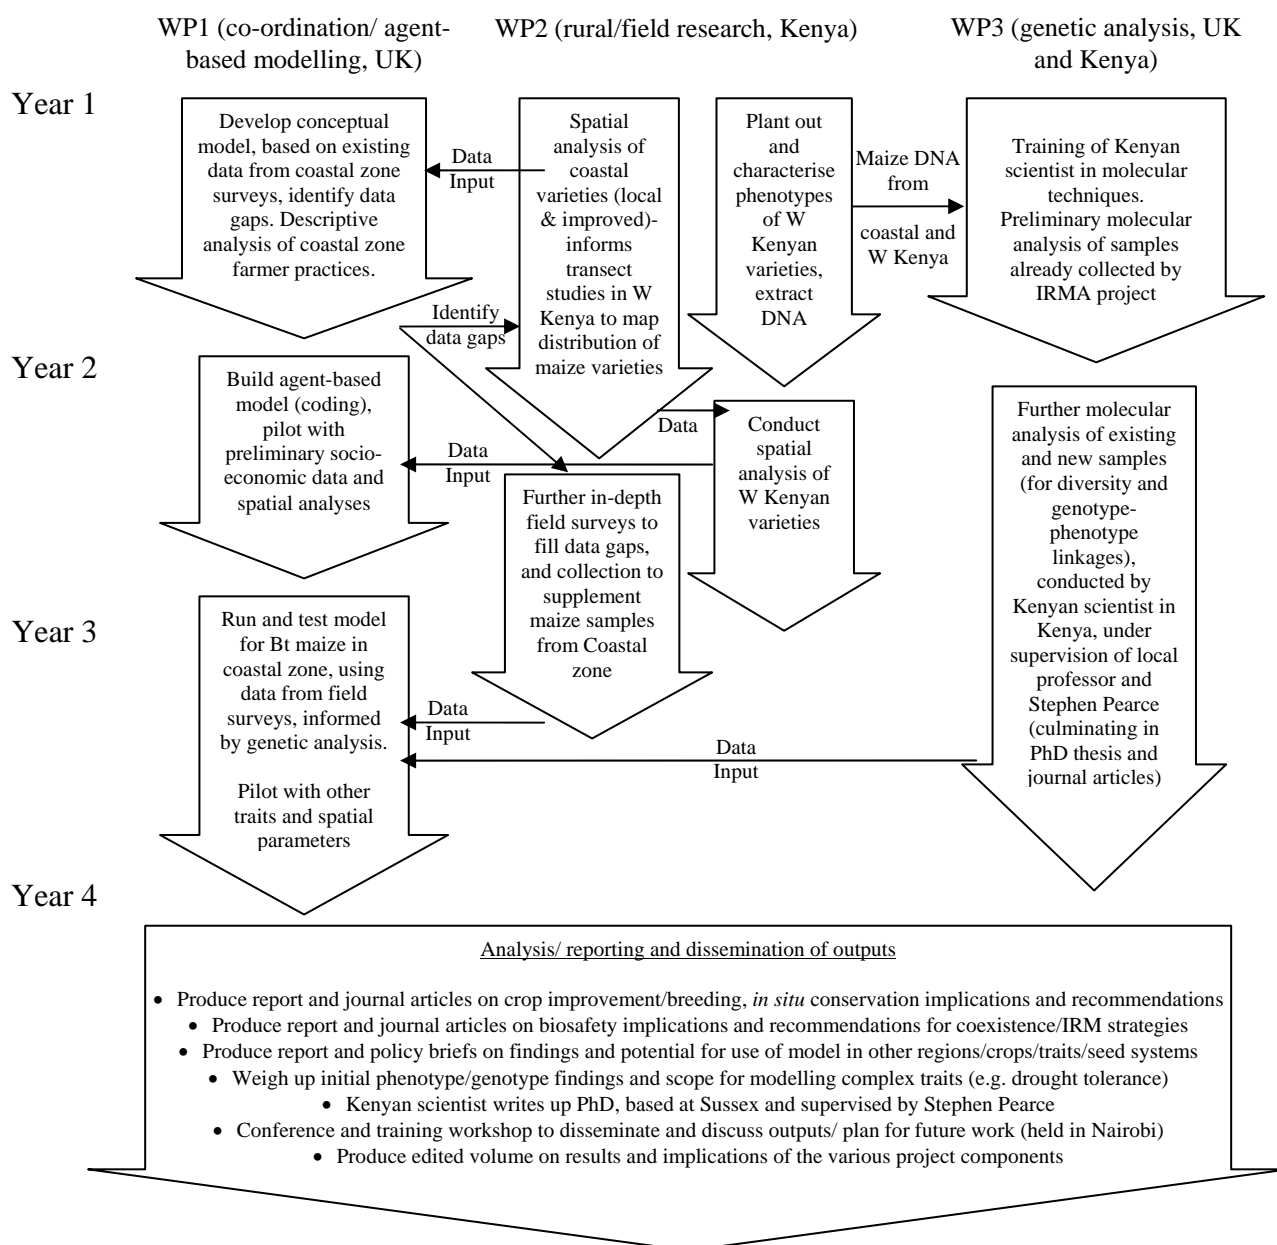 WP1 (co-ordination/ agent-
based modelling, UK)
WP2 (rural/field research, Kenya)
WP3 (genetic analysis, UK
and Kenya)
Year 1
Develop conceptual
model, based on existing
data from coastal zone
surveys, identify data
gaps. Descriptive
analysis of coastal zone
farmer practices.
Data
Input
Spatial
analysis of
coastal
varieties (local
& improved)-
informs
transect
studies in W
Kenya to map
distribution of
maize varieties
Plant out
and
characterise
phenotypes
of W
Kenyan
varieties,
extract
DNA
Maize DNA
from
coastal and
W Kenya
Training of Kenyan
scientist in molecular
techniques.
Preliminary molecular
analysis of samples
already collected by
IRMA project
Identify
data gaps
Year 2
Build agent-based
model (coding),
pilot with
preliminary socio-
economic data and
spatial analyses
Data
Input
Data
Conduct
spatial
analysis of
W Kenyan
varieties
Further in-depth
field surveys to
fill data gaps,
and collection to
supplement
maize samples
from Coastal
zone
Further molecular
analysis of existing
and new samples
(for diversity and
genotype-
phenotype
linkages),
conducted by
Kenyan scientist in
Kenya, under
supervision of local
professor and
Stephen Pearce
(culminating in
PhD thesis and
journal articles)
Year 3
Run and test model
for Bt maize in
coastal zone, using
data from field
surveys, informed
by genetic analysis.
Pilot with other
traits and spatial
parameters
Data
Input
Data
Input
Year 4
Analysis/ reporting and dissemination of outputs
• Produce report and journal articles on crop improvement/breeding, in situ conservation implications and recommendations
• Produce report and journal articles on biosafety implications and recommendations for coexistence/IRM strategies
• Produce report and policy briefs on findings and potential for use of model in other regions/crops/traits/seed systems
• Weigh up initial phenotype/genotype findings and scope for modelling complex traits (e.g. drought tolerance)
• Kenyan scientist writes up PhD, based at Sussex and supervised by Stephen Pearce
• Conference and training workshop to disseminate and discuss outputs/ plan for future work (held in Nairobi)
• Produce edited volume on results and implications of the various project components